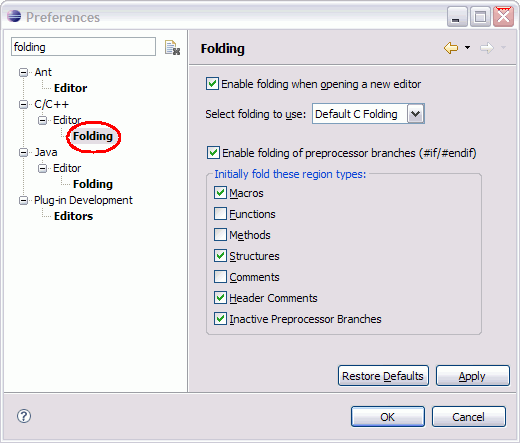 Preferences
folding
Folding
Ant
Editor
C/C++
Editor
Folding
Java
Editor
Folding
Plug-in Development
Editors
Enable folding when opening a new editor
Select folding to use: Default C Folding
Enable folding of preprocessor branches (#if/#endif)
Initially fold these region types:
Macros
Functions
Methods
Structures
Comments
Header Comments
Inactive Preprocessor Branches
Restore Defaults Apply
OK Cancel